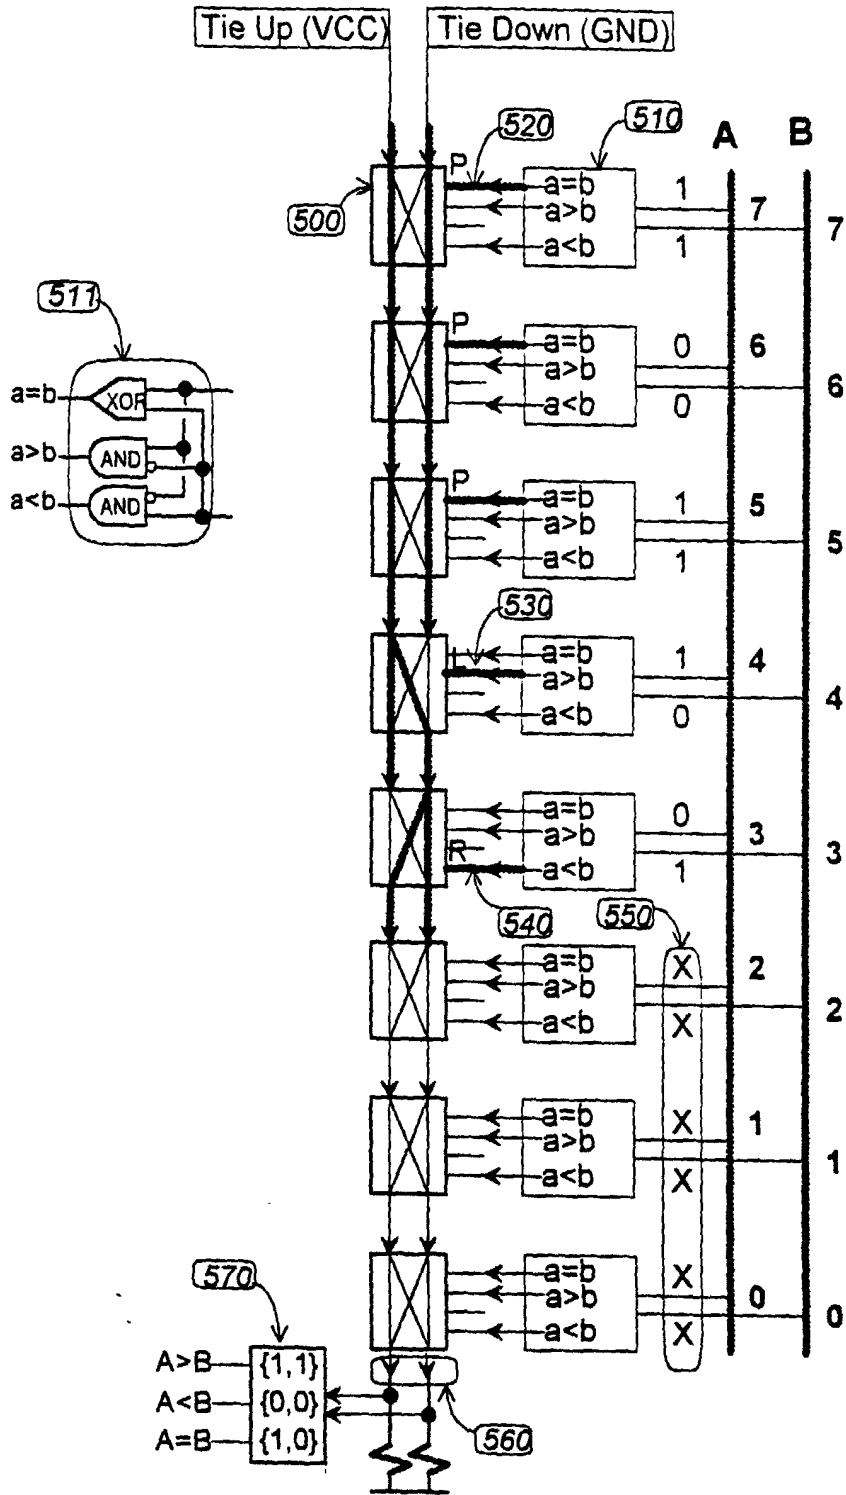 Tie Up (VCC) Tie Down (GND)
520 510 A B
P a=b 1
500 a>b 7
a<b 1 7
511
P a=b 0 6
a>b
a<b 0 6
a=b XOR
a>b AND
a<b AND
P a=b 1 5
a>b
a<b 1 5
530
L a=b 1 4
a>b
a<b 0 4
a=b 0
a>b 3
R a<b 1 3
540 550
a=b X 2
a>b
a<b X 2
a=b X 1
a>b
a<b X 1
570
a=b X
a>b 0
a<b X 0
A>B {1,1}
A<B {0,0}
A=B {1,0} 560